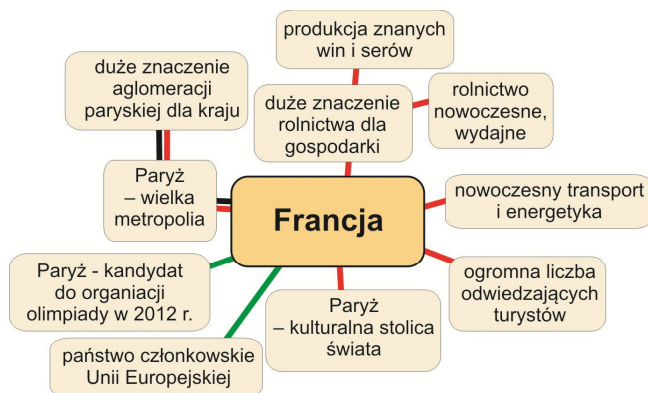 produkcja znanych
win i serów
duże znaczenie
aglomeracji
paryskiej dla kraju
rolnictwo
nowoczesne,
wydajne
duże znaczenie
rolnictwa dla
gospodarki
Paryż
– wielka
metropolia
Francja
nowoczesny transport
i energetyka
Paryż - kandydat
do organiacji
olimpiady w 2012 r.
ogromna liczba
odwiedzających
turystów
Paryż
– kulturalna stolica
świata
państwo członkowskie
Unii Europejskiej